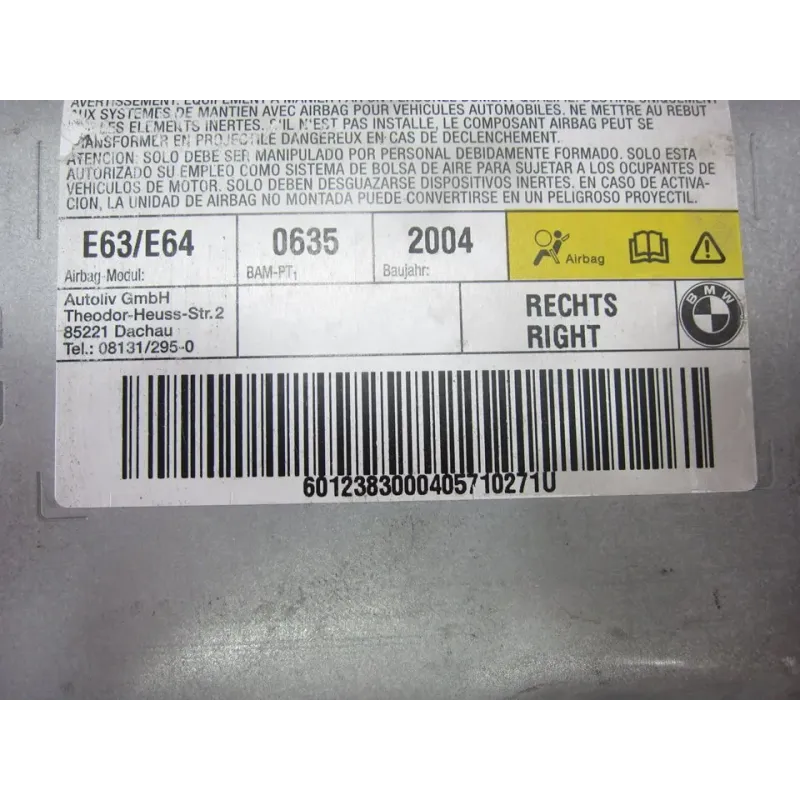 AVERTISSEMENT: EQUIPEMENT A MANIER
AUX SYSTEMES DE MANTIEN AVEC AIRBAG POUR VEHICULES AUTOMOBILES. NE METTRE AU REBUT
LES ELEMENTS INERTES. S'IL N'EST PAS INSTALLE, LE COMPOSANT AIRBAG PEUT SE
TRANSFORMER EN PROJECTILE DANGEREUX EN CAS DE DECLENCHEMENT.
ATENCION: SOLO DEBE SER MANIPULADO POR PERSONAL DEBIDAMENTE FORMADO. SOLO ESTA
AUTORIZADO SU EMPLEO COMO SISTEMA DE BOLSA DE AIRE PARA SUJETAR A LOS OCUPANTES DE
VEHICULOS DE MOTOR. SOLO DEBEN DESGUAZARSE DISPOSITIVOS INERTES. EN CASO DE ACTIVA-
CION, LA UNIDAD DE AIRBAG NO MONTADA PUEDE CONVERTIRSE EN UN PELIGROSO PROYECTIL.
E63/E64 0635 2004
Airbag-Modul: BAM-PT1 Baujahr: Airbag
Autoliv GmbH
Theodor-Heuss-Str.2
85221 Dachau
Tel.: 08131/295-0
RECHTS
RIGHT
BMW
6012383000405710271U